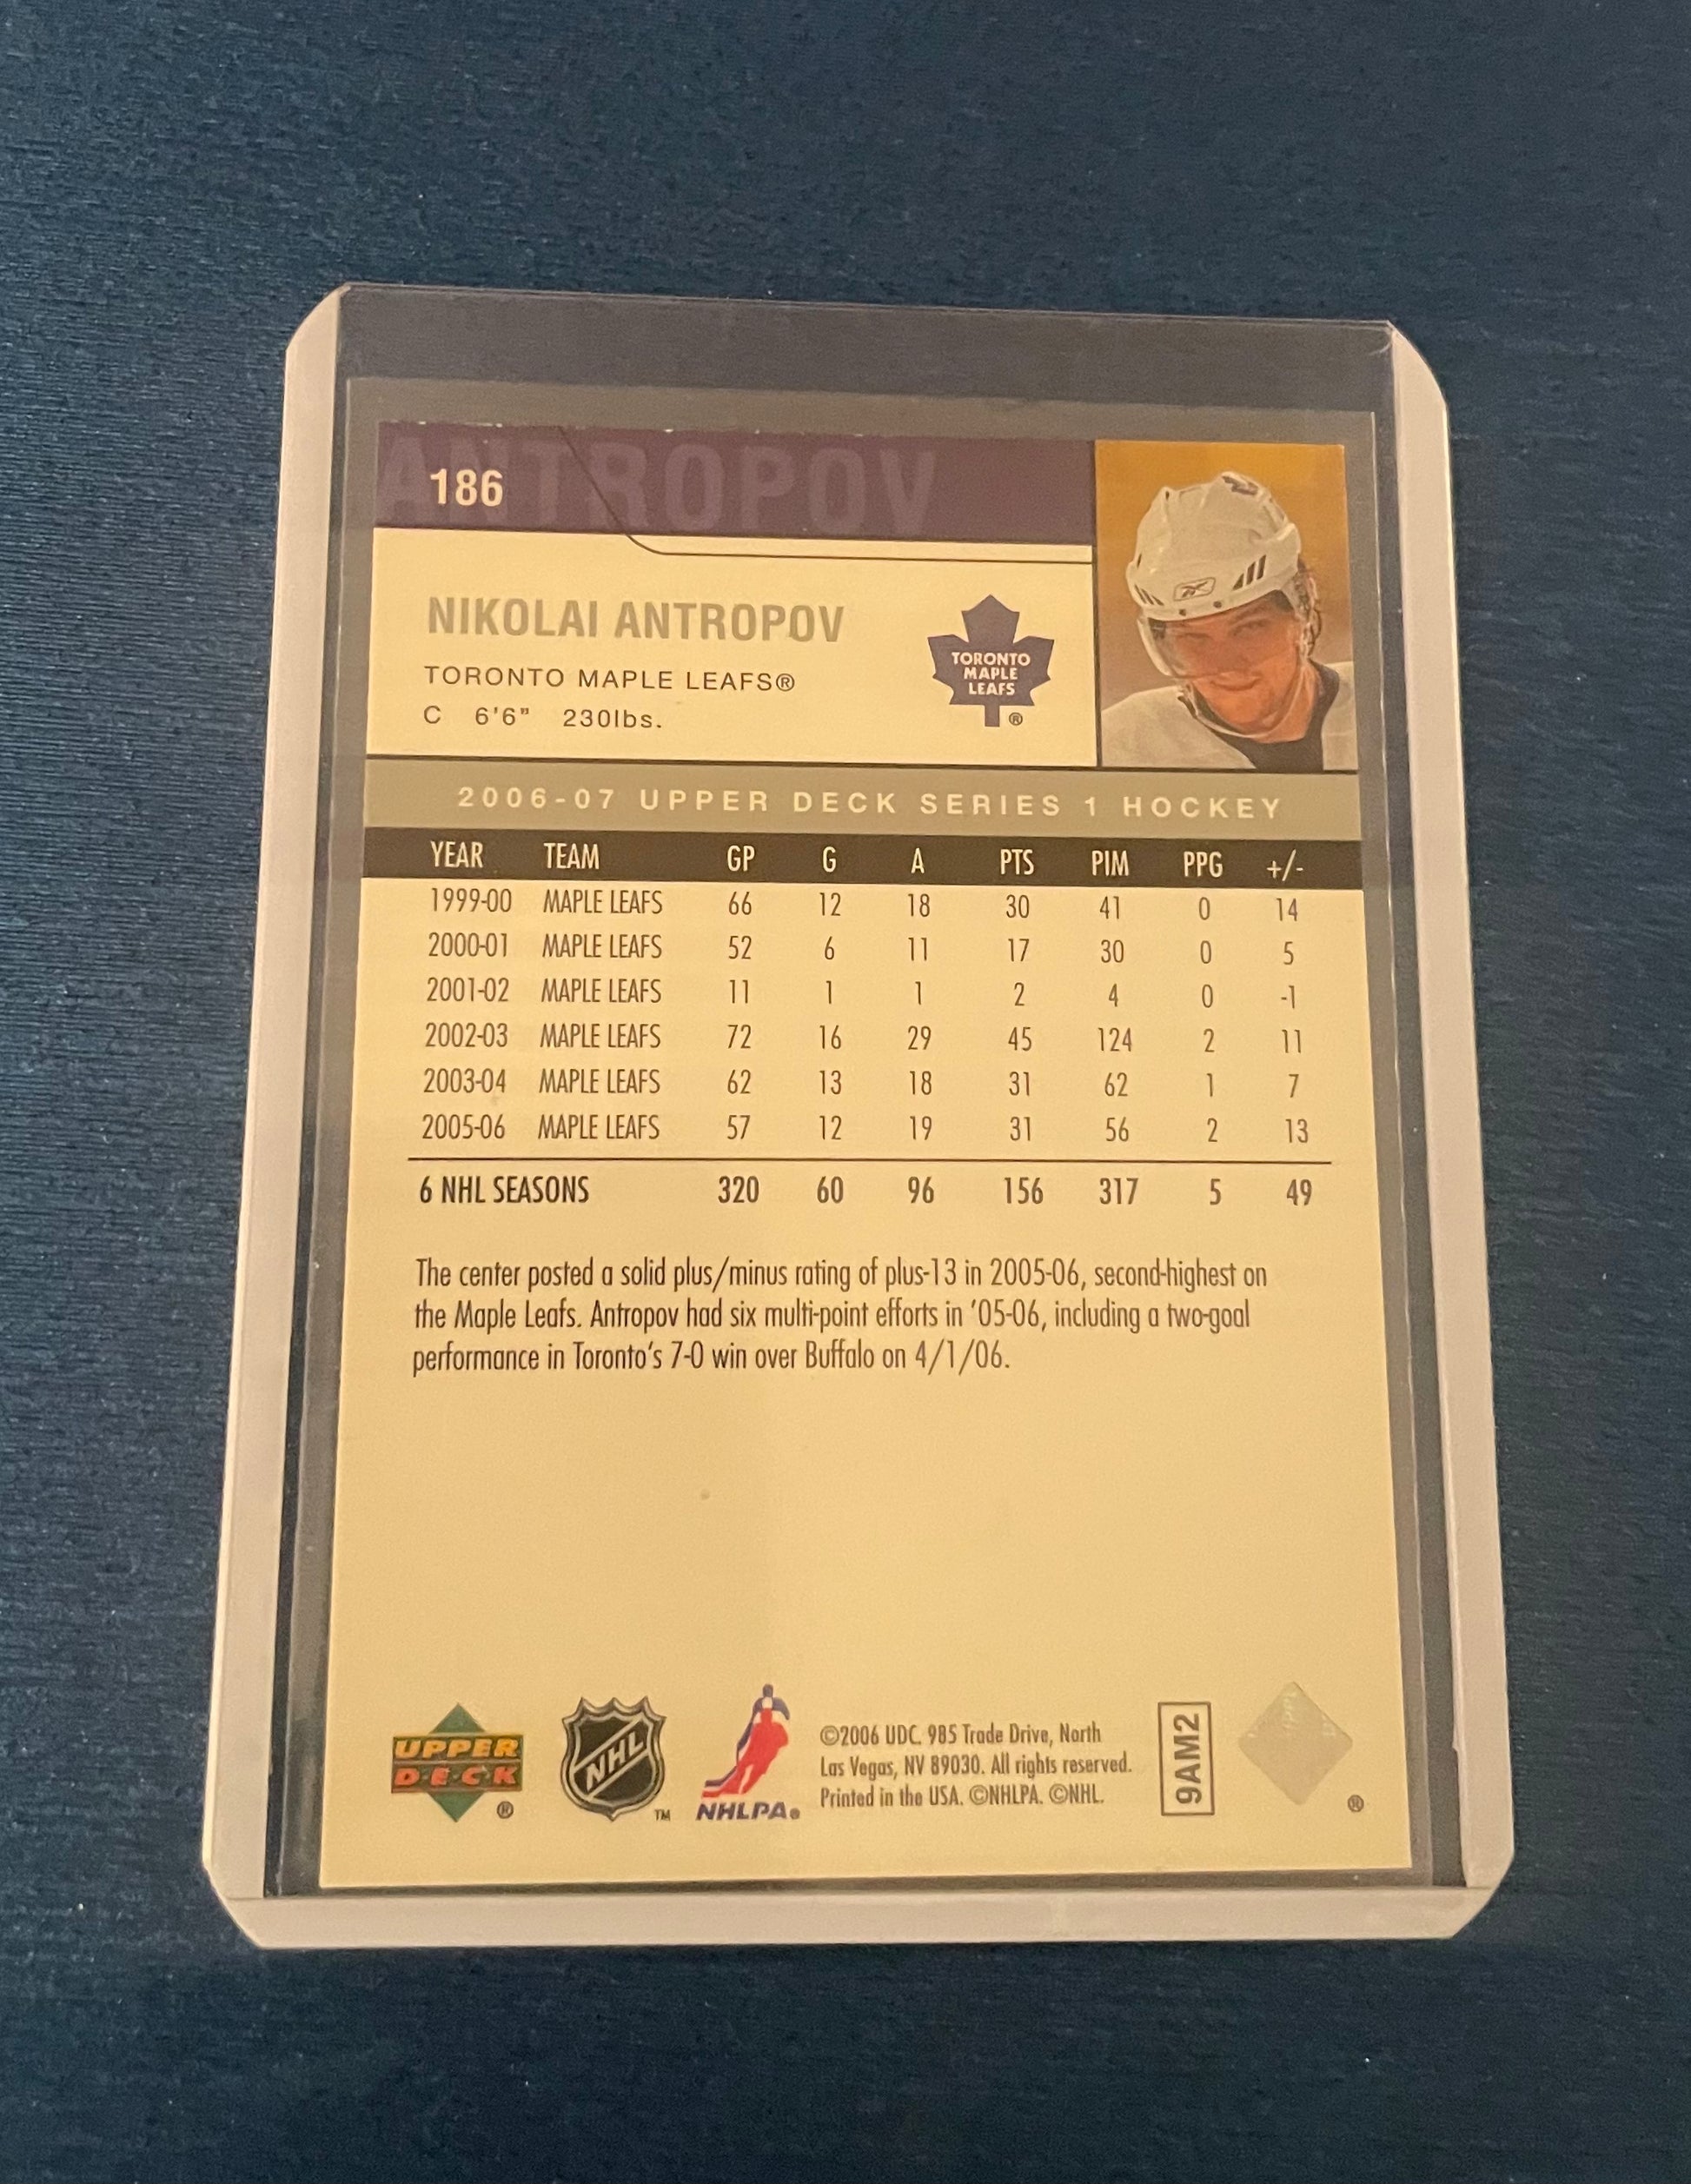 ANTROPOV
186
NIKOLAI ANTROPOV
TORONTO MAPLE LEAFS®
C 6'6" 230lbs.
TORONTO
MAPLE
LEAFS
®
2006-07 UPPER DECK SERIES 1 HOCKEY
YEAR TEAM GP G A PTS PIM PPG +/-
1999-00 MAPLE LEAFS 66 12 18 30 41 0 14
2000-01 MAPLE LEAFS 52 6 11 17 30 0 5
2001-02 MAPLE LEAFS 11 1 1 2 4 0 -1
2002-03 MAPLE LEAFS 72 16 29 45 124 2 11
2003-04 MAPLE LEAFS 62 13 18 31 62 1 7
2005-06 MAPLE LEAFS 57 12 19 31 56 2 13
6 NHL SEASONS 320 60 96 156 317 5 49
The center posted a solid plus/minus rating of plus-13 in 2005-06, second-highest on
the Maple Leafs. Antropov had six multi-point efforts in '05-06, including a two-goal
performance in Toronto's 7-0 win over Buffalo on 4/1/06.
UPPER
DECK
®
NHL
TM
NHLPA®
©2006 UDC. 985 Trade Drive, North
Las Vegas, NV 89030. All rights reserved.
Printed in the USA. ©NHLPA. ©NHL.
9AM2
®